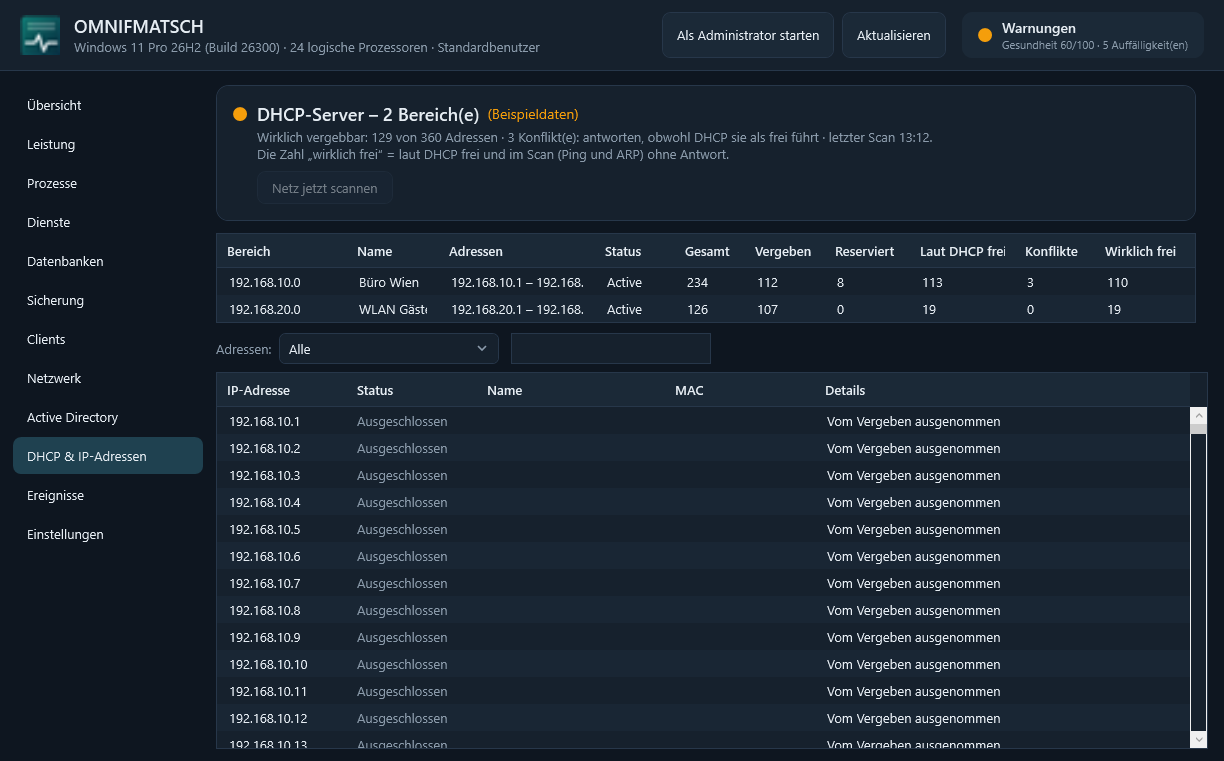 OMNIFMATSCH
Windows 11 Pro 26H2 (Build 26300) · 24 logische Prozessoren · Standardbenutzer
Als Administrator starten
Aktualisieren
Warnungen
Gesundheit 60/100 · 5 Auffälligkeit(en)
Übersicht
Leistung
Prozesse
Dienste
Datenbanken
Sicherung
Clients
Netzwerk
Active Directory
DHCP & IP-Adressen
Ereignisse
Einstellungen
DHCP-Server – 2 Bereich(e) (Beispieldaten)
Wirklich vergebbar: 129 von 360 Adressen · 3 Konflikt(e): antworten, obwohl DHCP sie als frei führt · letzter Scan 13:12.
Die Zahl „wirklich frei“ = laut DHCP frei und im Scan (Ping und ARP) ohne Antwort.
Netz jetzt scannen
Bereich Name Adressen Status Gesamt Vergeben Reserviert Laut DHCP frei Konflikte Wirklich frei
192.168.10.0 Büro Wien 192.168.10.1 – 192.168. Active 234 112 8 113 3 110
192.168.20.0 WLAN Gäste 192.168.20.1 – 192.168. Active 126 107 0 19 0 19
Adressen: Alle
IP-Adresse Status Name MAC Details
192.168.10.1 Ausgeschlossen Vom Vergeben ausgenommen
192.168.10.2 Ausgeschlossen Vom Vergeben ausgenommen
192.168.10.3 Ausgeschlossen Vom Vergeben ausgenommen
192.168.10.4 Ausgeschlossen Vom Vergeben ausgenommen
192.168.10.5 Ausgeschlossen Vom Vergeben ausgenommen
192.168.10.6 Ausgeschlossen Vom Vergeben ausgenommen
192.168.10.7 Ausgeschlossen Vom Vergeben ausgenommen
192.168.10.8 Ausgeschlossen Vom Vergeben ausgenommen
192.168.10.9 Ausgeschlossen Vom Vergeben ausgenommen
192.168.10.10 Ausgeschlossen Vom Vergeben ausgenommen
192.168.10.11 Ausgeschlossen Vom Vergeben ausgenommen
192.168.10.12 Ausgeschlossen Vom Vergeben ausgenommen
192.168.10.13 Ausgeschlossen Vom Vergeben ausgenommen